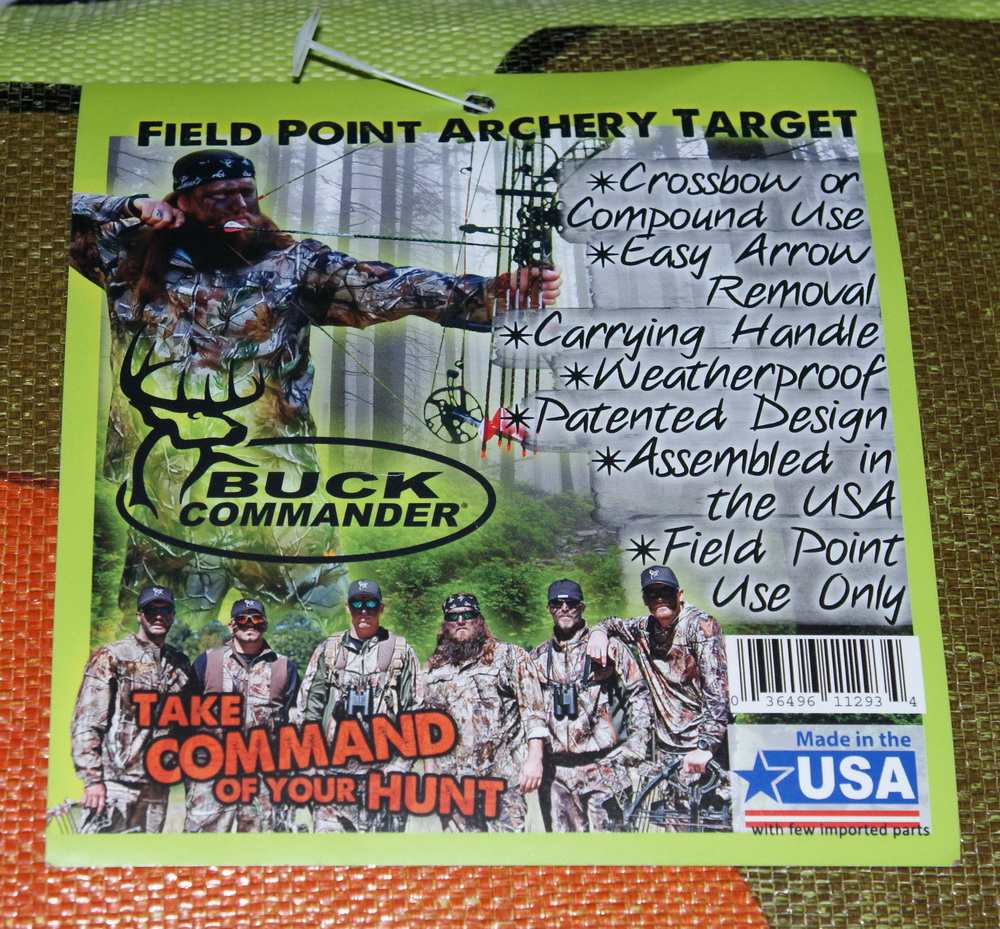 FIELD POINT ARCHERY TARGET
✴Crossbow or
Compound Use
✴Easy Arrow
Removal
✴Carrying Handle
✴Weatherproof
✴Patented Design
✴Assembled in
the USA
✴Field Point
Use Only
BUCK
COMMANDER®
TAKE
COMMAND
OF YOUR HUNT
0 36496 11293 4
Made in the
USA
with few imported parts